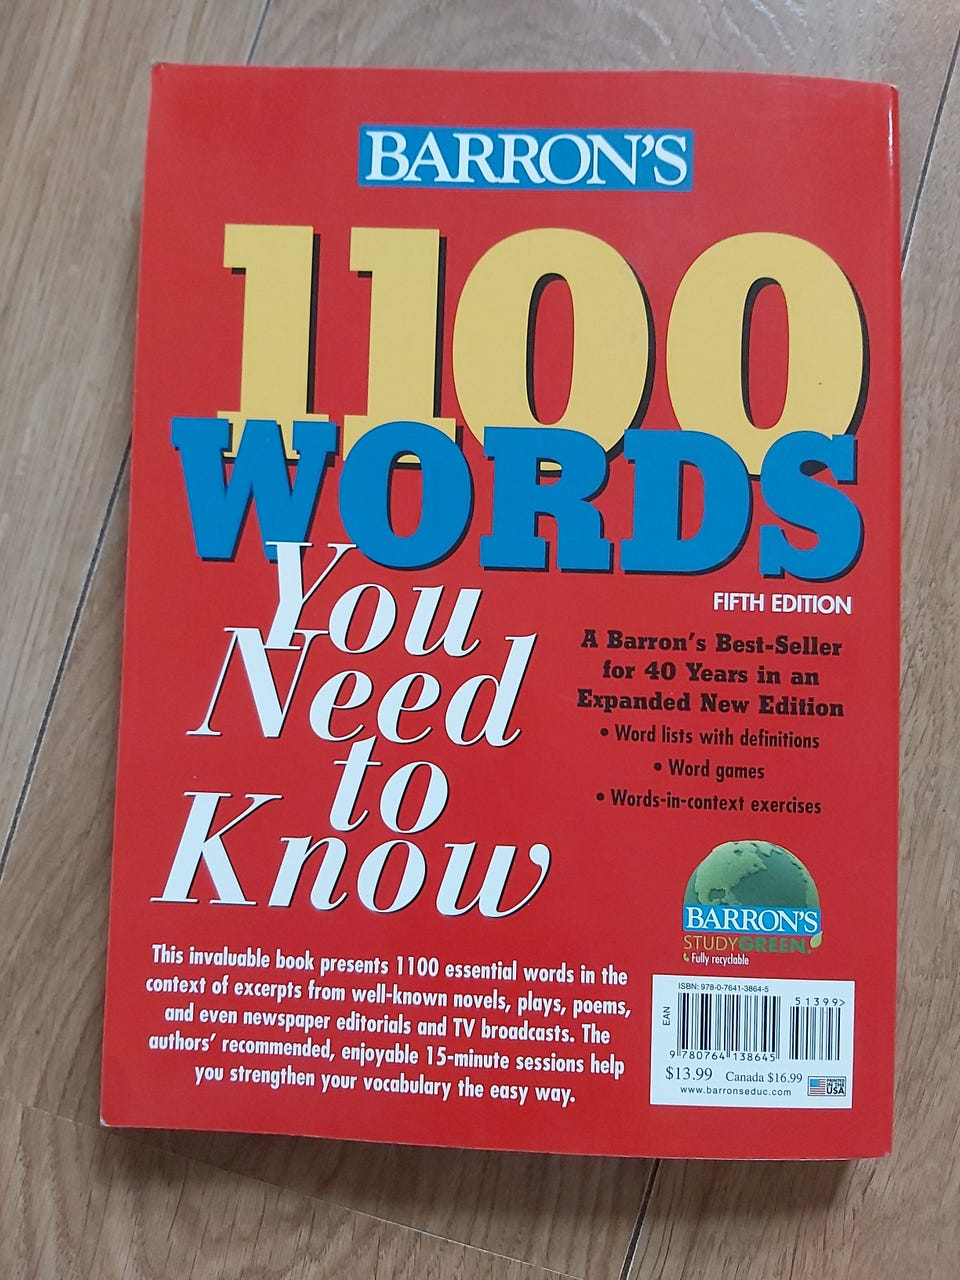 BARRON'S
1100
WORDS
You
Need
to
Know
FIFTH EDITION
A Barron's Best-Seller
for 40 Years in an
Expanded New Edition
• Word lists with definitions
• Word games
• Words-in-context exercises
BARRON'S
STUDYGREEN.
Fully recyclable
This invaluable book presents 1100 essential words in the
context of excerpts from well-known novels, plays, poems,
and even newspaper editorials and TV broadcasts. The
authors' recommended, enjoyable 15-minute sessions help
you strengthen your vocabulary the easy way.
ISBN: 978-0-7641-3864-5
51399>
EAN
9 780764 138645
$13.99 Canada $16.99
www.barronseduc.com
PRINTED
IN THE
USA